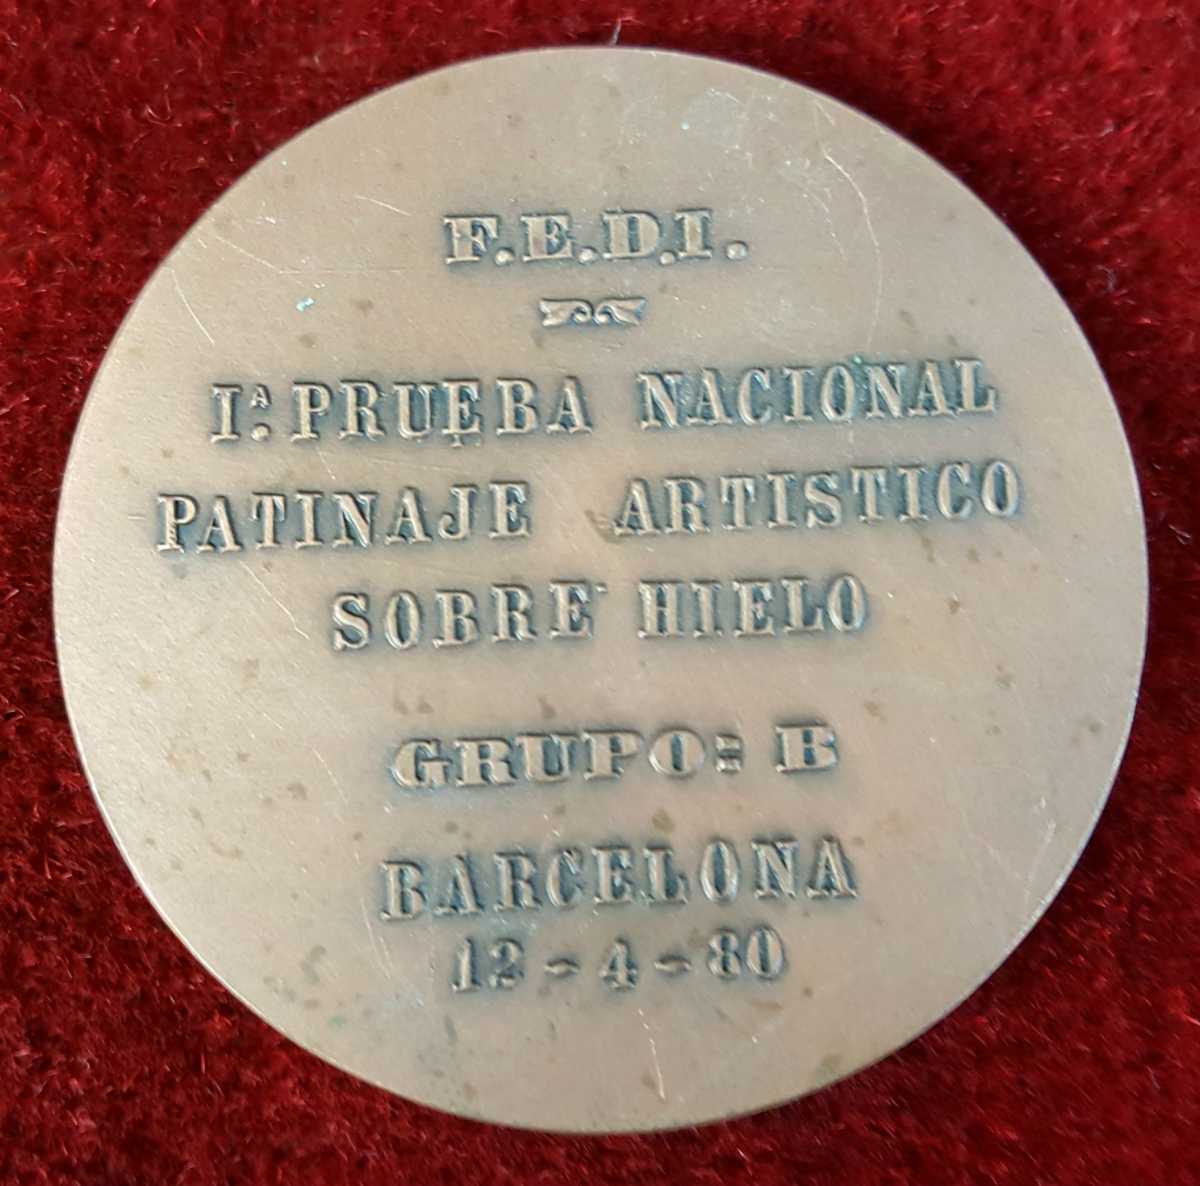 F.E.D.I.
Iª. PRUEBA NACIONAL
PATINAJE ARTISTICO
SOBRE HIELO
GRUPO: B
BARCELONA
12-4-80